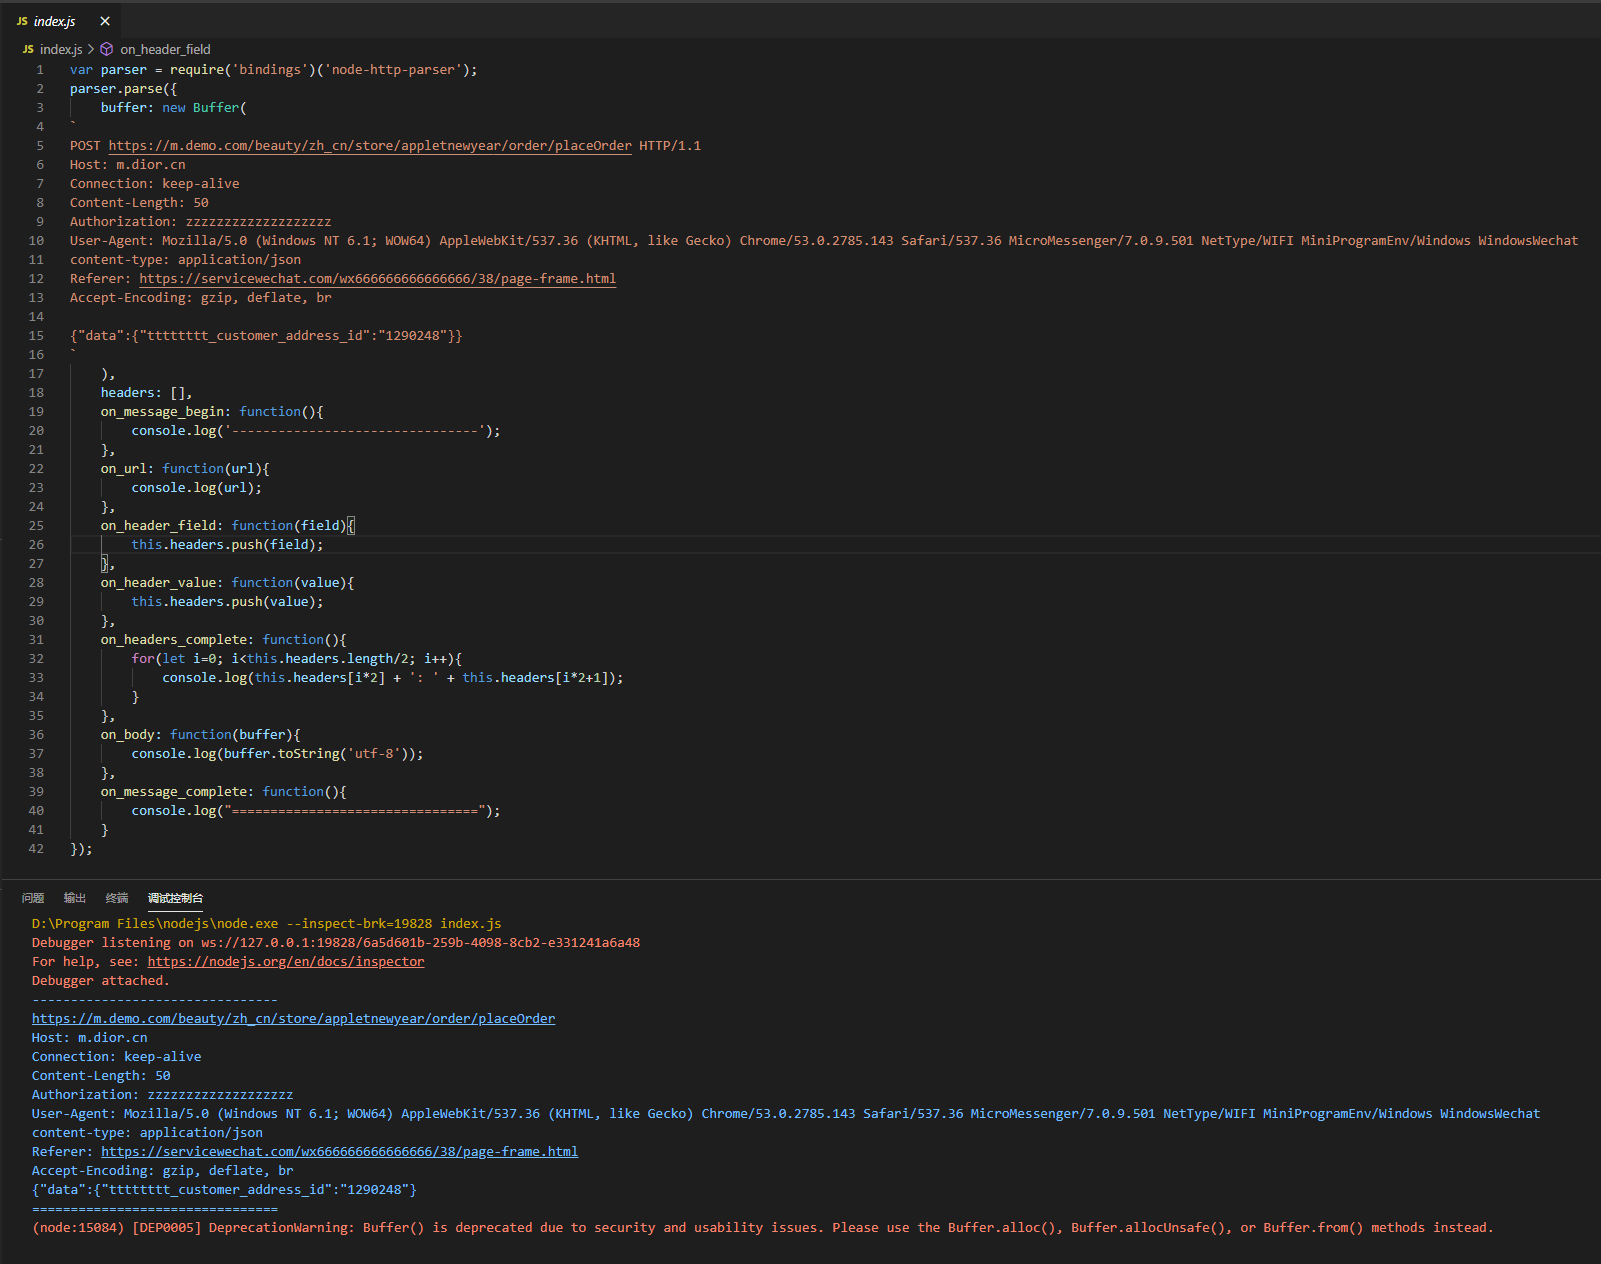 JS index.js ×
JS index.js > on_header_field
1 var parser = require('bindings')('node-http-parser');
2 parser.parse({
3     buffer: new Buffer(
4 `
5 POST https://m.demo.com/beauty/zh_cn/store/appletnewyear/order/placeOrder HTTP/1.1
6 Host: m.dior.cn
7 Connection: keep-alive
8 Content-Length: 50
9 Authorization: zzzzzzzzzzzzzzzzzzz
10 User-Agent: Mozilla/5.0 (Windows NT 6.1; WOW64) AppleWebKit/537.36 (KHTML, like Gecko) Chrome/53.0.2785.143 Safari/537.36 MicroMessenger/7.0.9.501 NetType/WIFI MiniProgramEnv/Windows WindowsWechat
11 content-type: application/json
12 Referer: https://servicewechat.com/wx666666666666666/38/page-frame.html
13 Accept-Encoding: gzip, deflate, br
14
15 {"data":{"tttttttt_customer_address_id":"1290248"}}
16 `
17     ),
18     headers: [],
19     on_message_begin: function(){
20         console.log('--------------------------------');
21     },
22     on_url: function(url){
23         console.log(url);
24     },
25     on_header_field: function(field){
26         this.headers.push(field);
27     },
28     on_header_value: function(value){
29         this.headers.push(value);
30     },
31     on_headers_complete: function(){
32         for(let i=0; i<this.headers.length/2; i++){
33             console.log(this.headers[i*2] + ': ' + this.headers[i*2+1]);
34         }
35     },
36     on_body: function(buffer){
37         console.log(buffer.toString('utf-8'));
38     },
39     on_message_complete: function(){
40         console.log("================================");
41     }
42 });
问题 输出 终端 调试控制台
D:\Program Files\nodejs\node.exe --inspect-brk=19828 index.js
Debugger listening on ws://127.0.0.1:19828/6a5d601b-259b-4098-8cb2-e331241a6a48
For help, see: https://nodejs.org/en/docs/inspector
Debugger attached.
--------------------------------
https://m.demo.com/beauty/zh_cn/store/appletnewyear/order/placeOrder
Host: m.dior.cn
Connection: keep-alive
Content-Length: 50
Authorization: zzzzzzzzzzzzzzzzzzz
User-Agent: Mozilla/5.0 (Windows NT 6.1; WOW64) AppleWebKit/537.36 (KHTML, like Gecko) Chrome/53.0.2785.143 Safari/537.36 MicroMessenger/7.0.9.501 NetType/WIFI MiniProgramEnv/Windows WindowsWechat
content-type: application/json
Referer: https://servicewechat.com/wx666666666666666/38/page-frame.html
Accept-Encoding: gzip, deflate, br
{"data":{"tttttttt_customer_address_id":"1290248"}
================================
(node:15084) [DEP0005] DeprecationWarning: Buffer() is deprecated due to security and usability issues. Please use the Buffer.alloc(), Buffer.allocUnsafe(), or Buffer.from() methods instead.